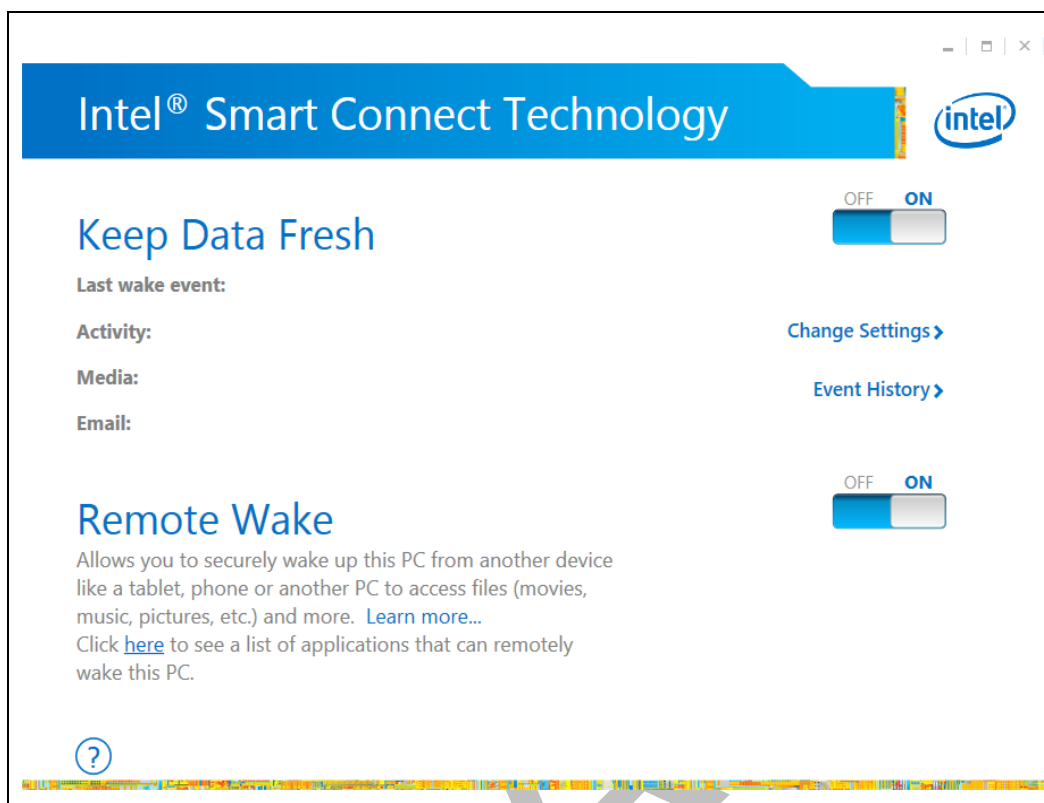 Intel® Smart Connect Technology
intel
OFF ON
Keep Data Fresh
Last wake event:
Activity:
Change Settings
Media:
Event History
Email:
OFF ON
Remote Wake
Allows you to securely wake up this PC from another device
like a tablet, phone or another PC to access files (movies,
music, pictures, etc.) and more. Learn more...
Click here to see a list of applications that can remotely
wake this PC.
?